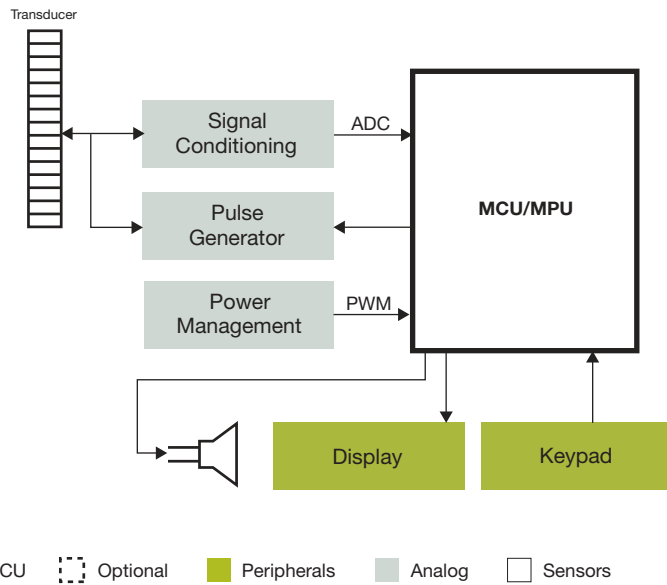 Transducer
Signal
Conditioning
ADC
Pulse
Generator
MCU/MPU
Power
Management
PWM
Display
Keypad
CU
Optional
Peripherals
Analog
Sensors